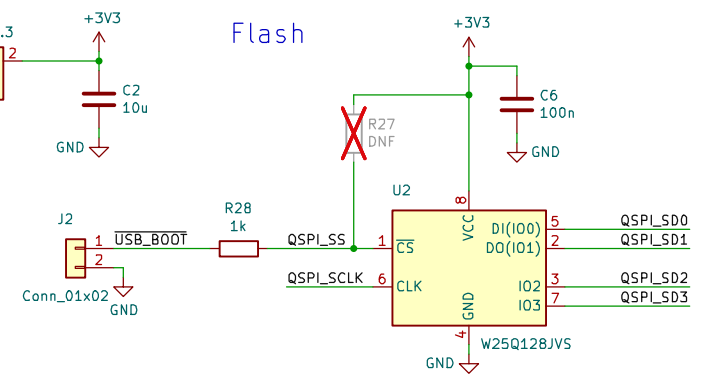 .3
+3V3
Flash
+3V3
2
C2
10u
C6
100n
R27
DNF
GND
GND
U2
8
R28
1k
J2
VCC
DI(IO0)
5
QSPI_SD0
1
USB_BOOT
QSPI_SS
1
CS
DO(IO1)
2
QSPI_SD1
2
QSPI_SCLK
6
CLK
IO2
3
QSPI_SD2
Conn_01x02
GND
GND
IO3
7
QSPI_SD3
4
W25Q128JVS
GND